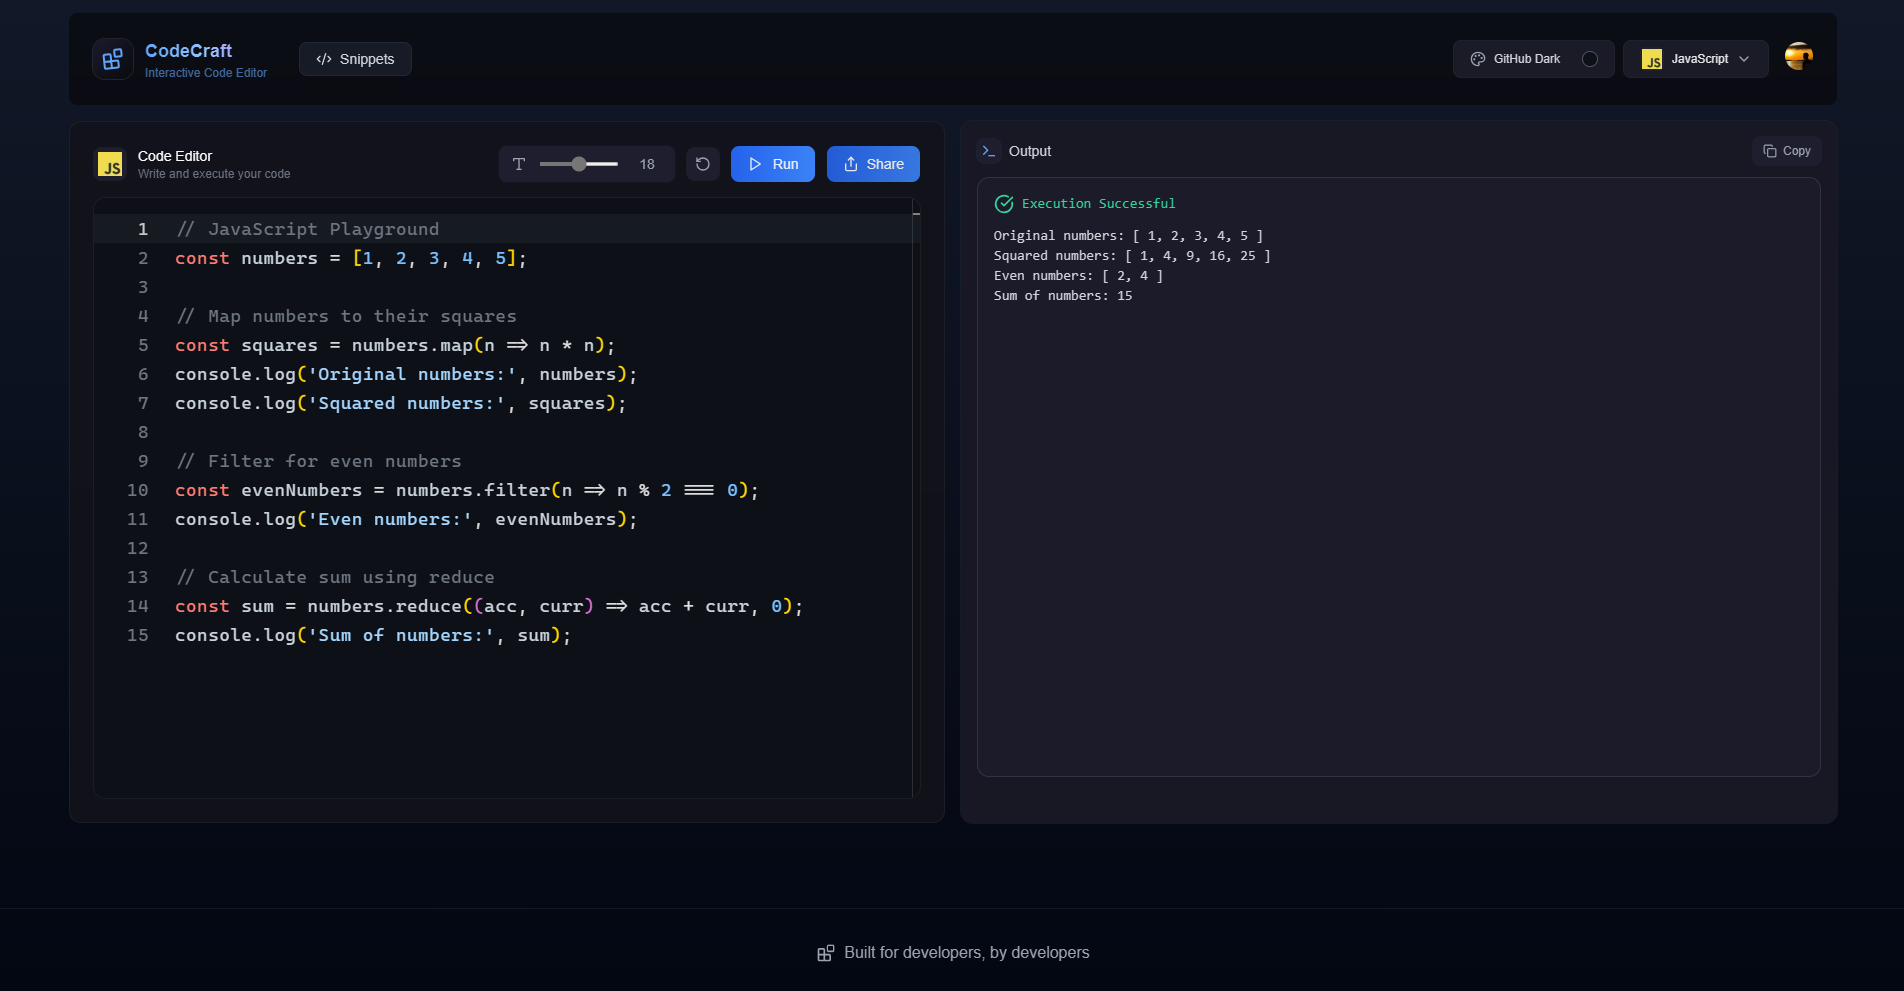 CodeCraft
Interactive Code Editor
Snippets
GitHub Dark
JS
JavaScript
JS
Code Editor
Write and execute your code
18
Run
Share
1 // JavaScript Playground
2 const numbers = [1, 2, 3, 4, 5];
3
4 // Map numbers to their squares
5 const squares = numbers.map(n => n * n);
6 console.log('Original numbers:', numbers);
7 console.log('Squared numbers:', squares);
8
9 // Filter for even numbers
10 const evenNumbers = numbers.filter(n => n % 2 === 0);
11 console.log('Even numbers:', evenNumbers);
12
13 // Calculate sum using reduce
14 const sum = numbers.reduce((acc, curr) => acc + curr, 0);
15 console.log('Sum of numbers:', sum);
Output
Copy
Execution Successful
Original numbers: [ 1, 2, 3, 4, 5 ]
Squared numbers: [ 1, 4, 9, 16, 25 ]
Even numbers: [ 2, 4 ]
Sum of numbers: 15
Built for developers, by developers